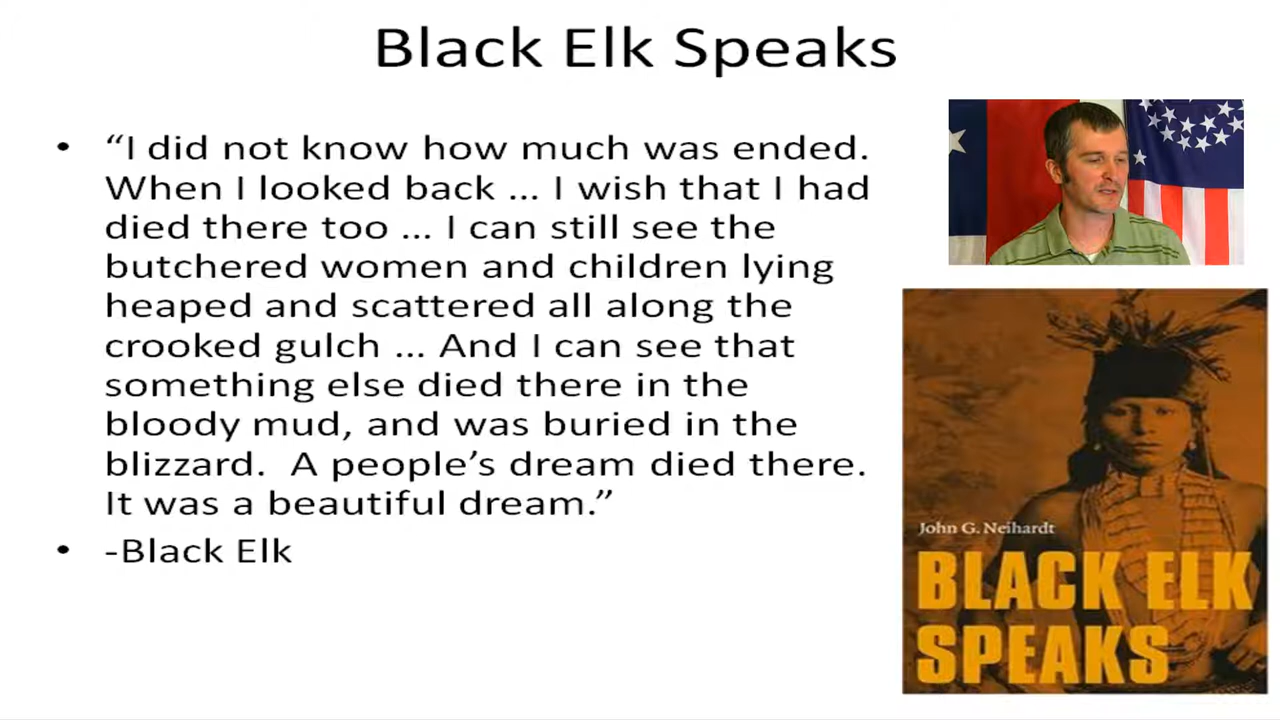 Black Elk Speaks
• “I did not know how much was ended.
When I looked back ... I wish that I had
died there too ... I can still see the
butchered women and children lying
heaped and scattered all along the
crooked gulch ... And I can see that
something else died there in the
bloody mud, and was buried in the
blizzard.  A people’s dream died there.
It was a beautiful dream.”
• -Black Elk
John G. Neihardt
BLACK ELK
SPEAKS